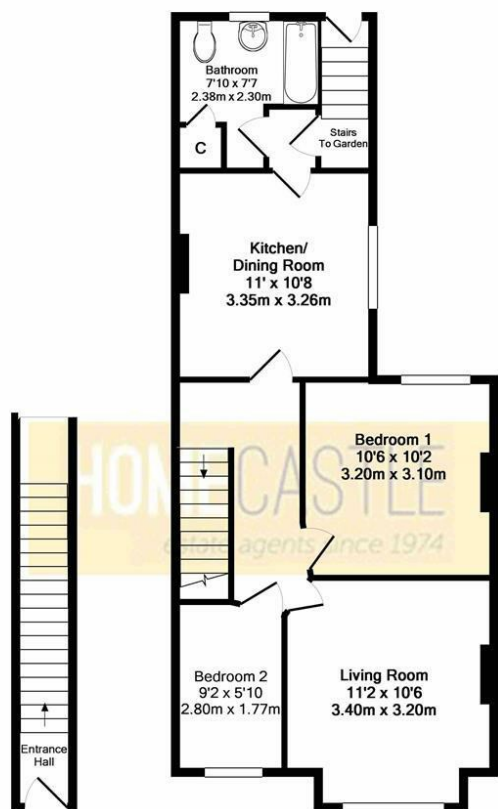 Bathroom
7'10 x 7'7
2.38m x 2.30m
C
Stairs
To Garden
Kitchen/
Dining Room
11' x 10'8
3.35m x 3.26m
Bedroom 1
10'6 x 10'2
3.20m x 3.10m
HOMECASTLE
estate agents since 1974
Bedroom 2
9'2 x 5'10
2.80m x 1.77m
Living Room
11'2 x 10'6
3.40m x 3.20m
Entrance
Hall